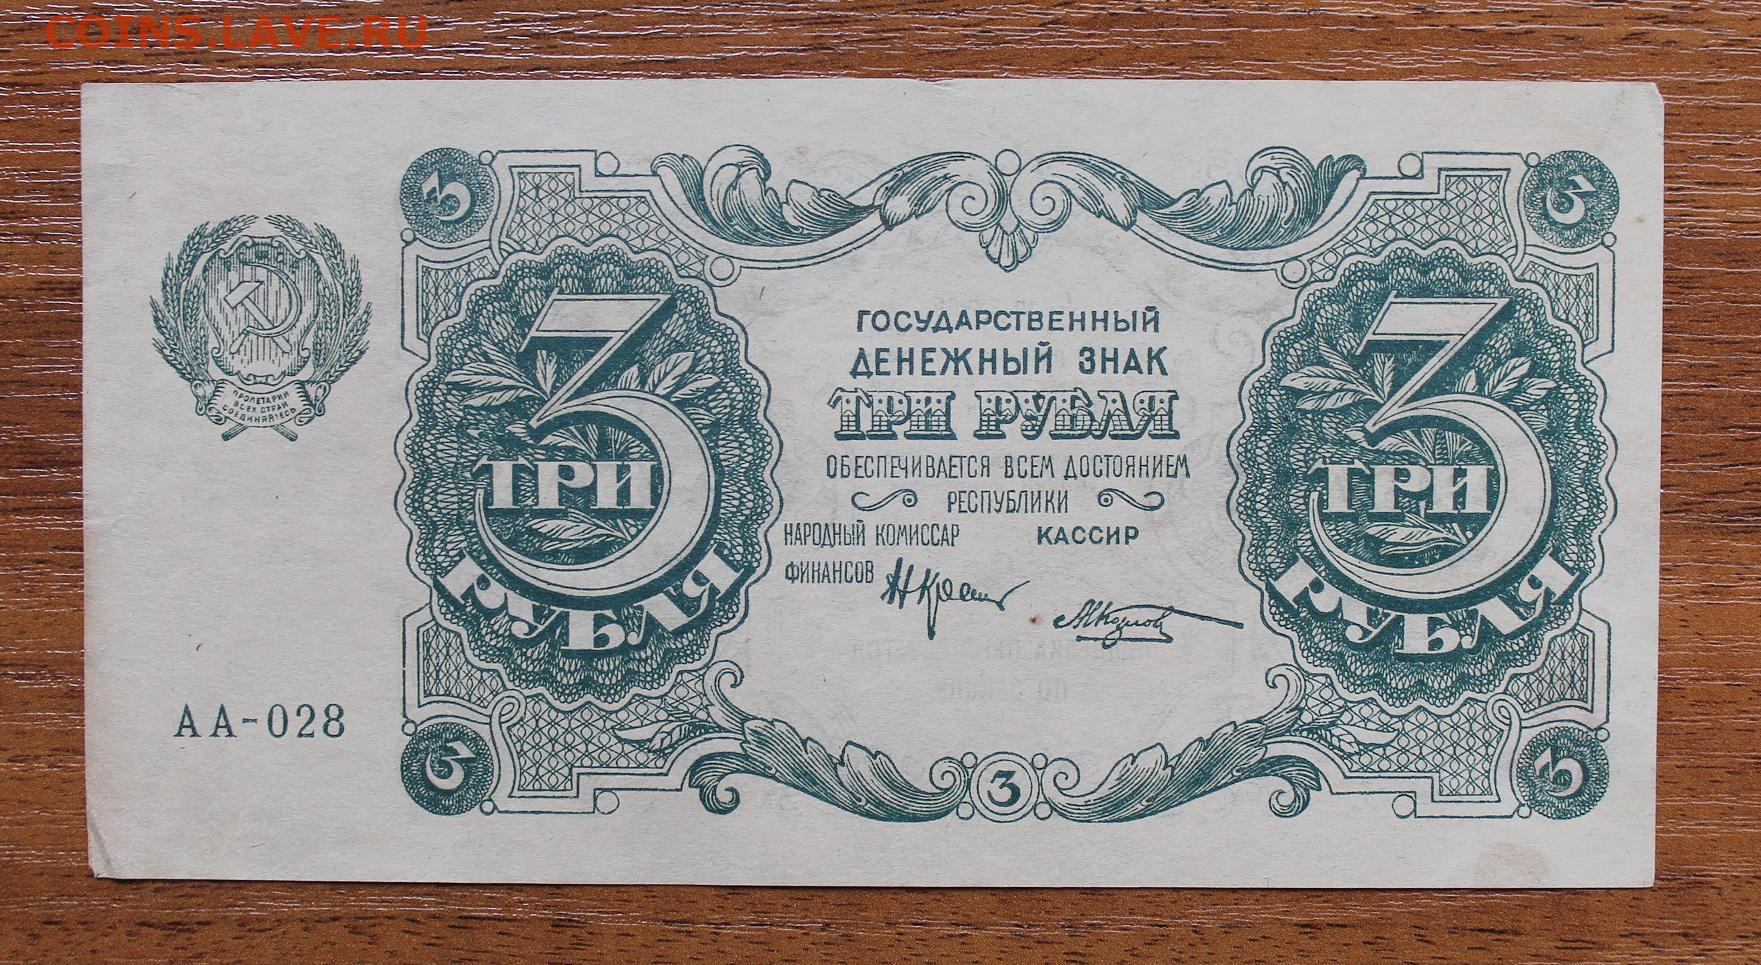 COINS.LAVE.RU
3
3
ГОСУДАРСТВЕННЫЙ
ДЕНЕЖНЫЙ ЗНАК
ТРИ РУБЛЯ
ОБЕСПЕЧИВАЕТСЯ ВСЕМ ДОСТОЯНИЕМ
РЕСПУБЛИКИ
НАРОДНЫЙ КОМИССАР
ФИНАНСОВ
КАССИР
3
ТРИ
РУБЛЯ
3
ТРИ
РУБЛЯ
ПРОЛЕТАРИИ
ВСЕХ СТРАН
СОЕДИНЯЙТЕСЬ
АА-028
3
3
3